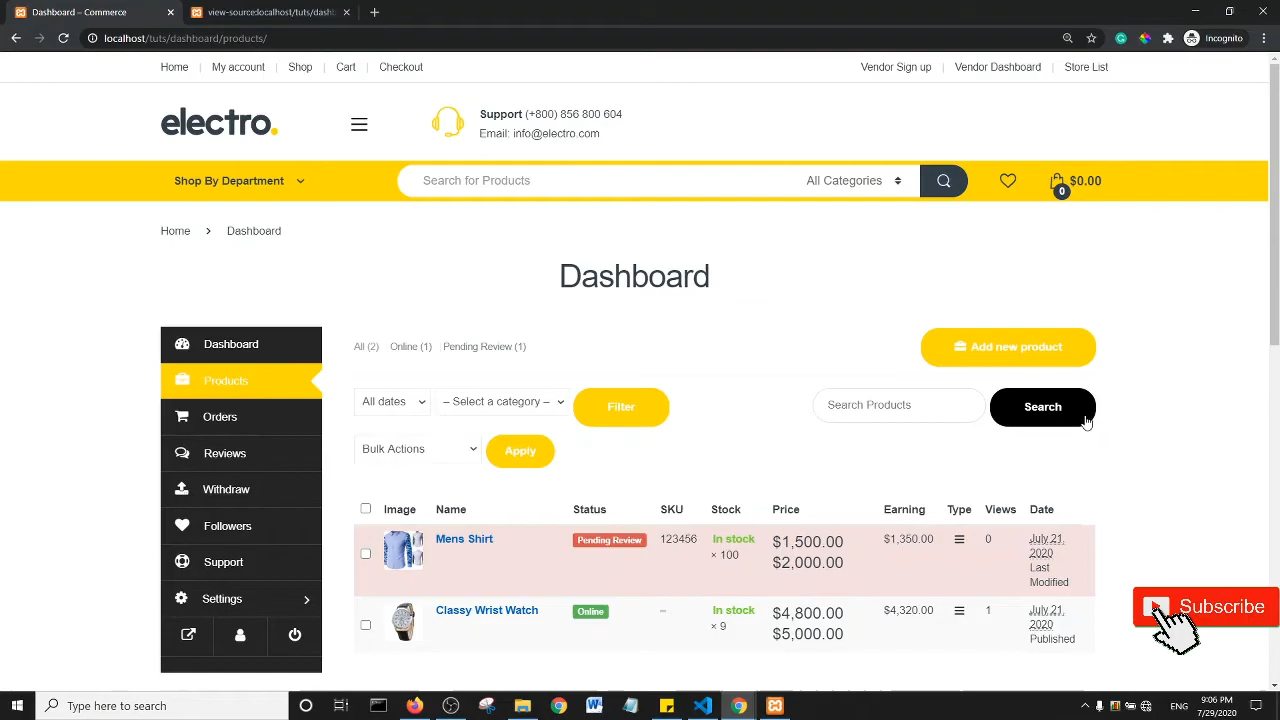 Dashboard – Commerce
view-source:localhost/tuts/dashb
localhost/tuts/dashboard/products/
Incognito
Home
My account
Shop
Cart
Checkout
Vendor Sign up
Vendor Dashboard
Store List
electro.
Support (+800) 856 800 604
Email: info@electro.com
Shop By Department
Search for Products
All Categories
0
$0.00
Home > Dashboard
Dashboard
Dashboard
Products
Orders
Reviews
Withdraw
Followers
Support
Settings
All (2)
Online (1)
Pending Review (1)
Add new product
All dates
– Select a category –
Filter
Search Products
Search
Bulk Actions
Apply
Image Name Status SKU Stock Price Earning Type Views Date
Mens Shirt Pending Review 123456 In stock $1,500.00 $1,350.00 0 July 21,
× 100 $2,000.00 2020
Last
Modified
Classy Wrist Watch Online – In stock $4,800.00 $4,320.00 1 July 21,
× 9 $5,000.00 2020
Published
Subscribe
Type here to search
ENG
9:06 PM
7/29/2020